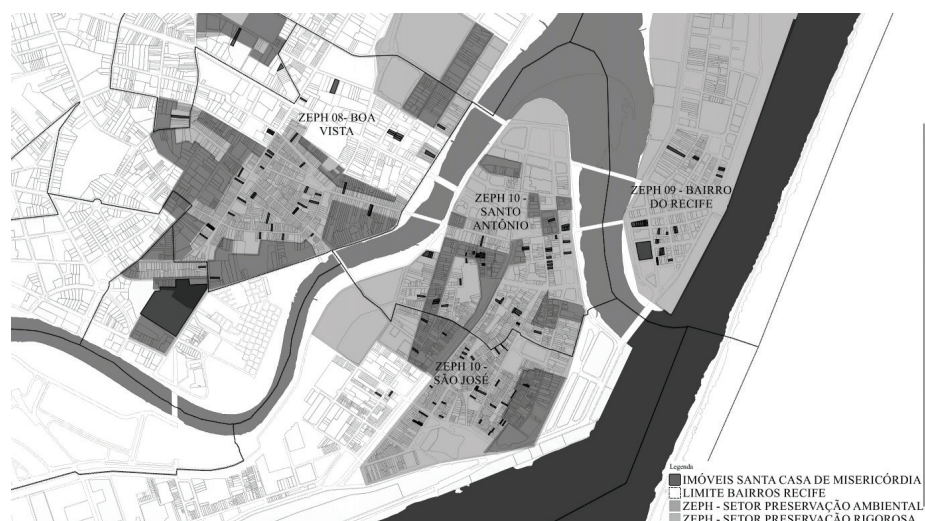 ZEPH 08- BOA
VISTA
ZEPH 10 -
SANTO
ANTÔNIO
ZEPH 09 - BAIRRO
DO RECIFE
ZEPH 10 -
SÃO JOSÉ
Legenda
IMÓVEIS SANTA CASA DE MISERICÓRDIA
LIMITE BAIRROS RECIFE
ZEPH - SETOR PRESERVAÇÃO AMBIENTAL
ZEPH - SETOR PRESERVAÇÃO RIGOROSA